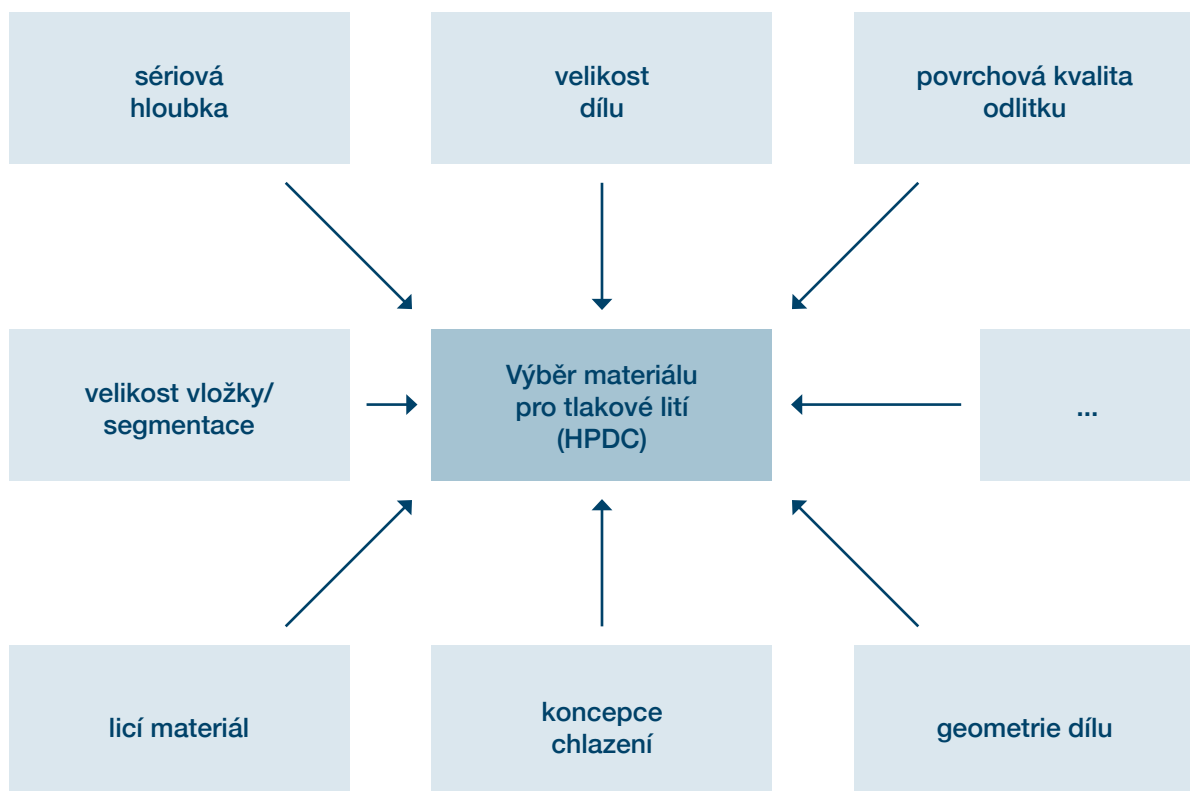 sériová
hloubka
velikost
dílu
povrchová kvalita
odlitku
velikost vložky/
segmentace
Výběr materiálu
pro tlakové lití
(HPDC)
...
licí materiál
koncepce
chlazení
geometrie dílu